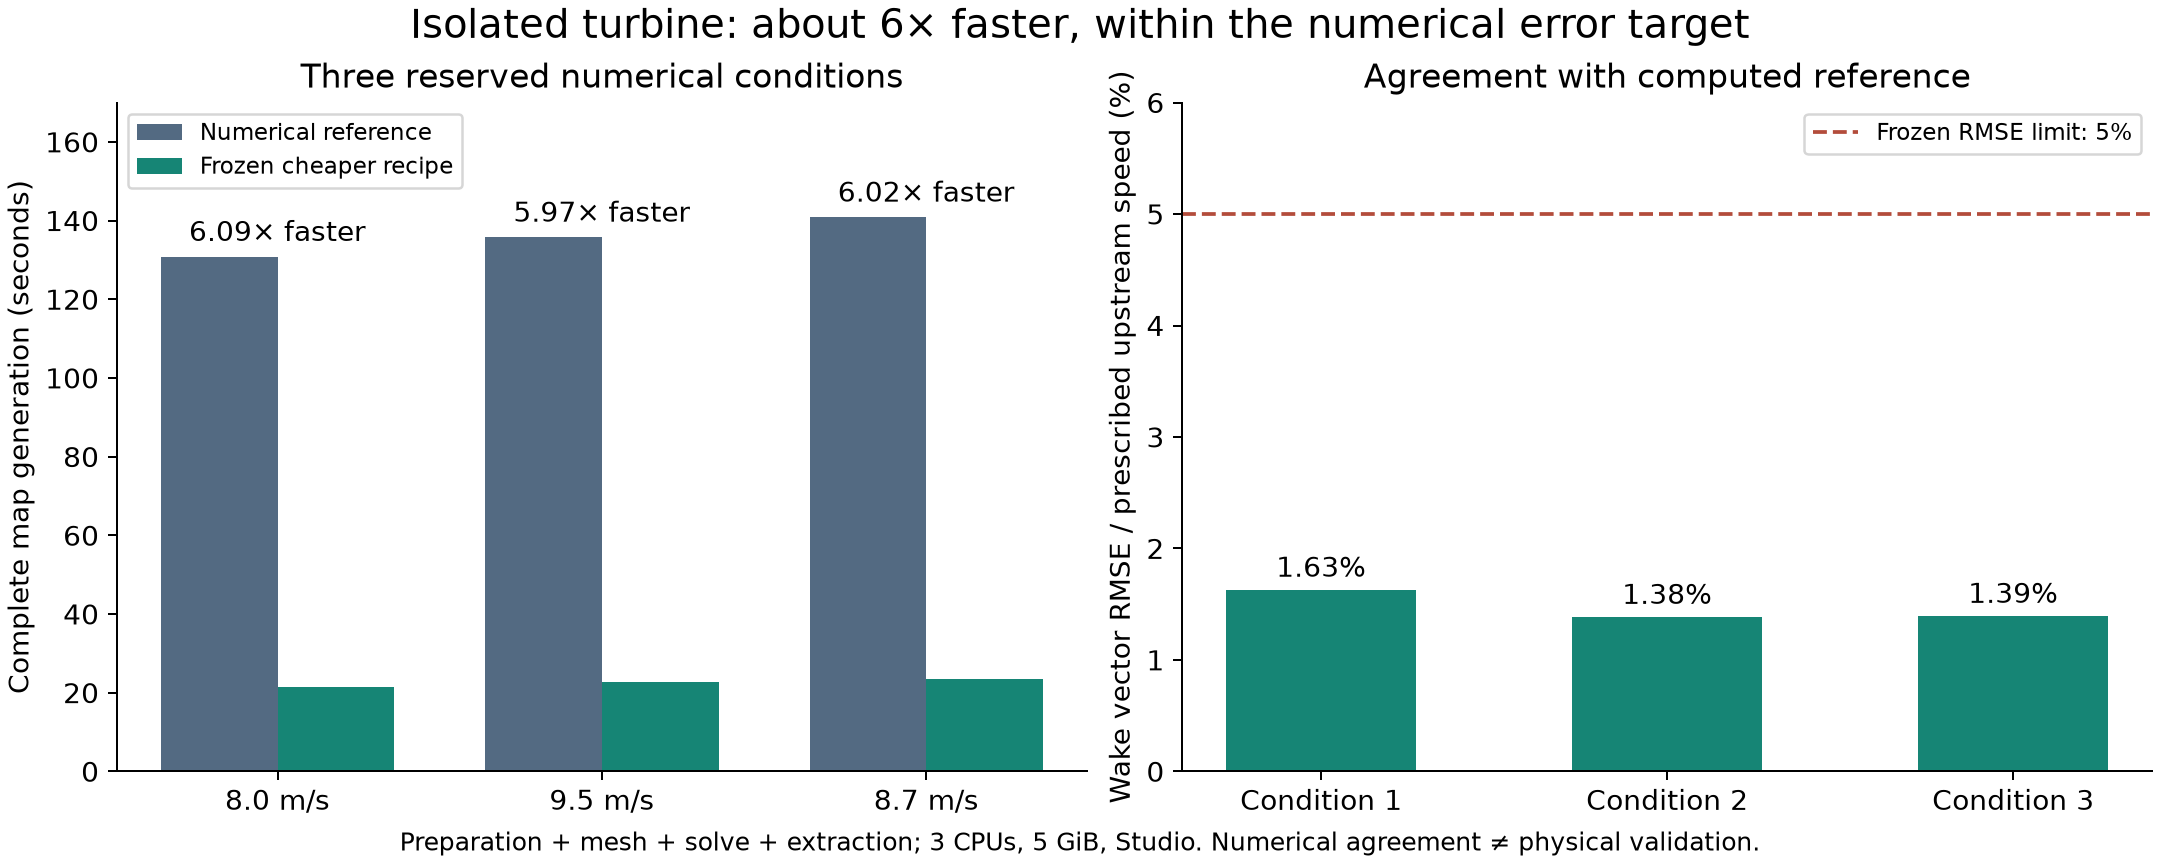 Isolated turbine: about 6× faster, within the numerical error target
Three reserved numerical conditions
Complete map generation (seconds)
160
140
120
100
80
60
40
20
0
Numerical reference
Frozen cheaper recipe
6.09× faster
5.97× faster
6.02× faster
8.0 m/s
9.5 m/s
8.7 m/s
Agreement with computed reference
Wake vector RMSE / prescribed upstream speed (%)
6
5
4
3
2
1
0
Frozen RMSE limit: 5%
1.63%
1.38%
1.39%
Condition 1
Condition 2
Condition 3
Preparation + mesh + solve + extraction; 3 CPUs, 5 GiB, Studio. Numerical agreement ≠ physical validation.